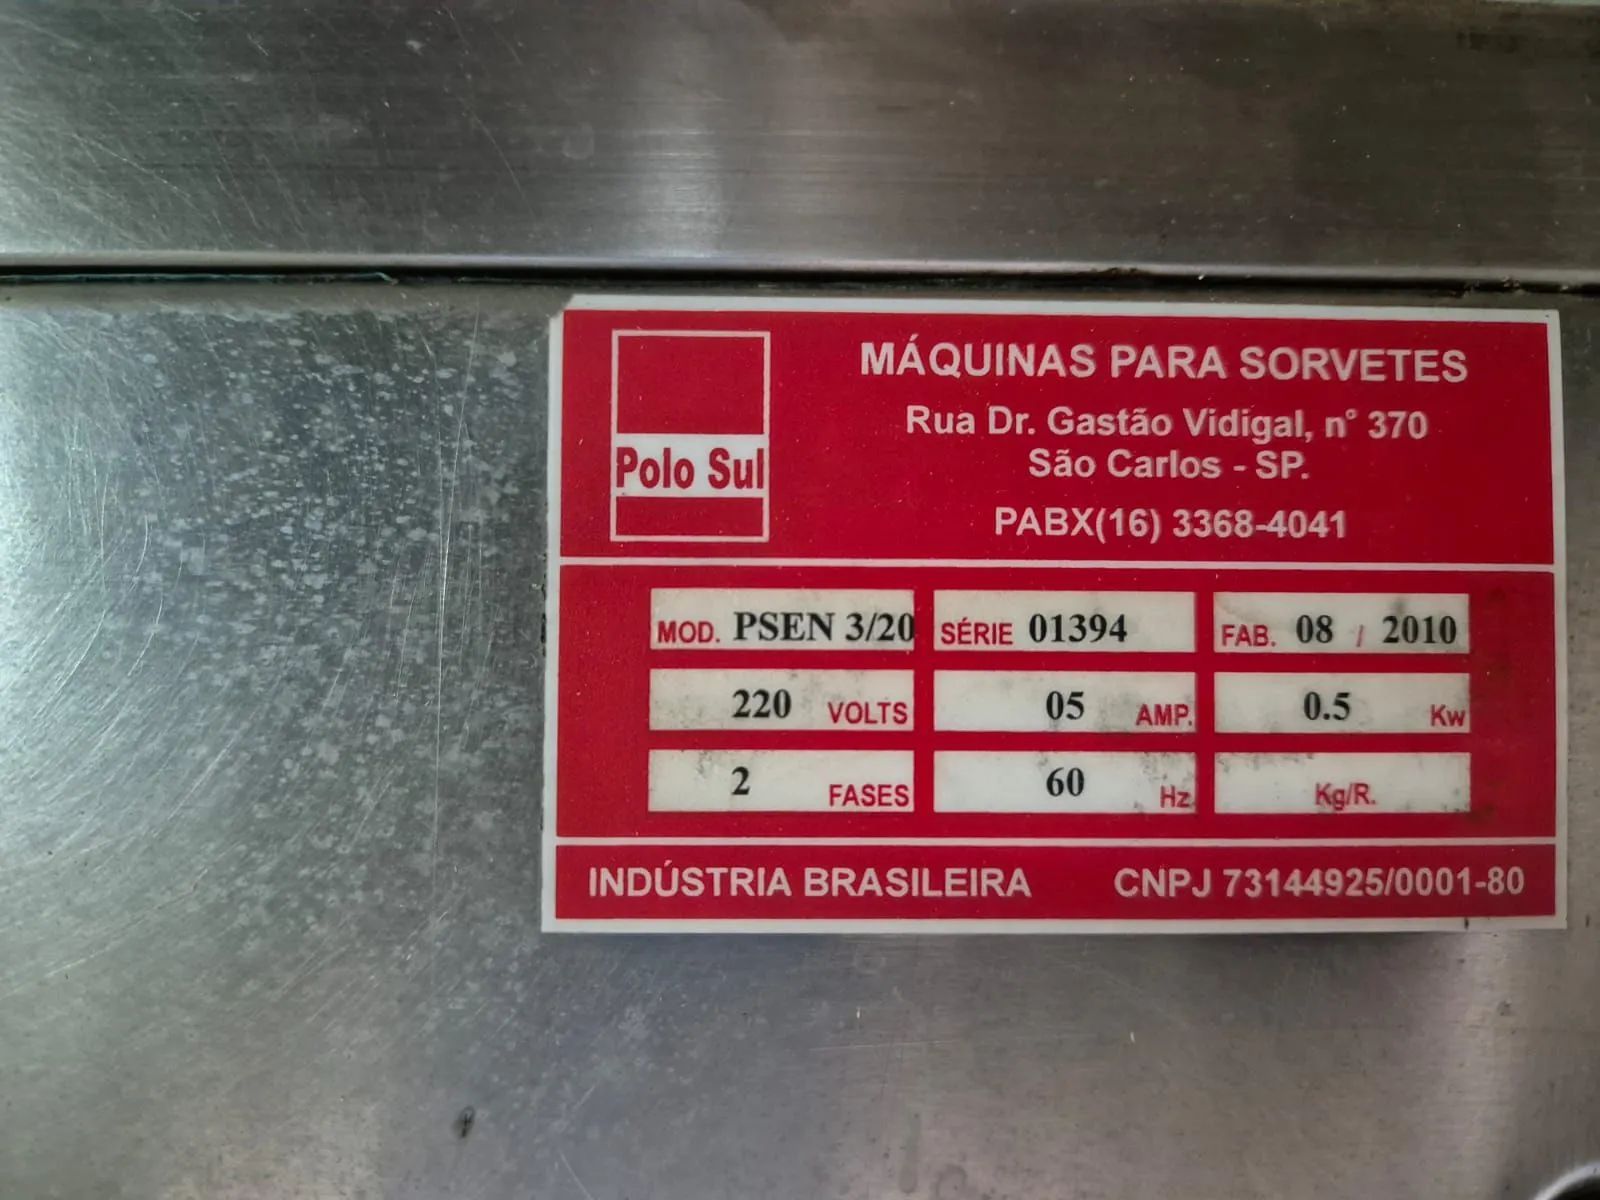 MÁQUINAS PARA SORVETES
Rua Dr. Gastão Vidigal, n° 370
São Carlos - SP.
PABX(16) 3368-4041
Polo Sul
MOD. PSEN 3/20 SÉRIE 01394 FAB. 08 / 2010
220 VOLTS 05 AMP. 0.5 Kw
2 FASES 60 Hz Kg/R.
INDÚSTRIA BRASILEIRA CNPJ 73144925/0001-80